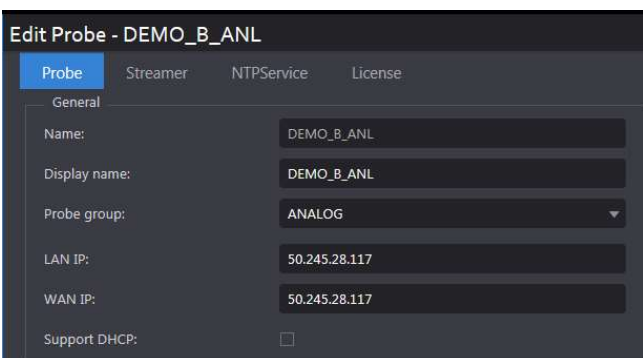 Edit Probe - DEMO_B_ANL
Probe Streamer NTPService License
General
Name: DEMO_B_ANL
Display name: DEMO_B_ANL
Probe group: ANALOG
LAN IP: 50.245.28.117
WAN IP: 50.245.28.117
Support DHCP: